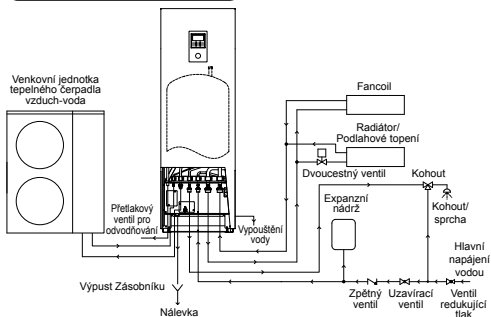 Venkovní jednotka
tepelného čerpadla
vzduch-voda
Fancoil
Radiátor/
Podlahové topení
Dvoucestný ventil
Kohout
Kohout/
sprcha
Expanzní
nádrž
Přetlakový
ventil pro
odvodňování
Vypouštění
vody
Hlavní
napájení
vodou
Výpust Zásobníku
Nálevka
Zpětný
ventil
Uzavírací
ventil
Ventil
redukující
tlak